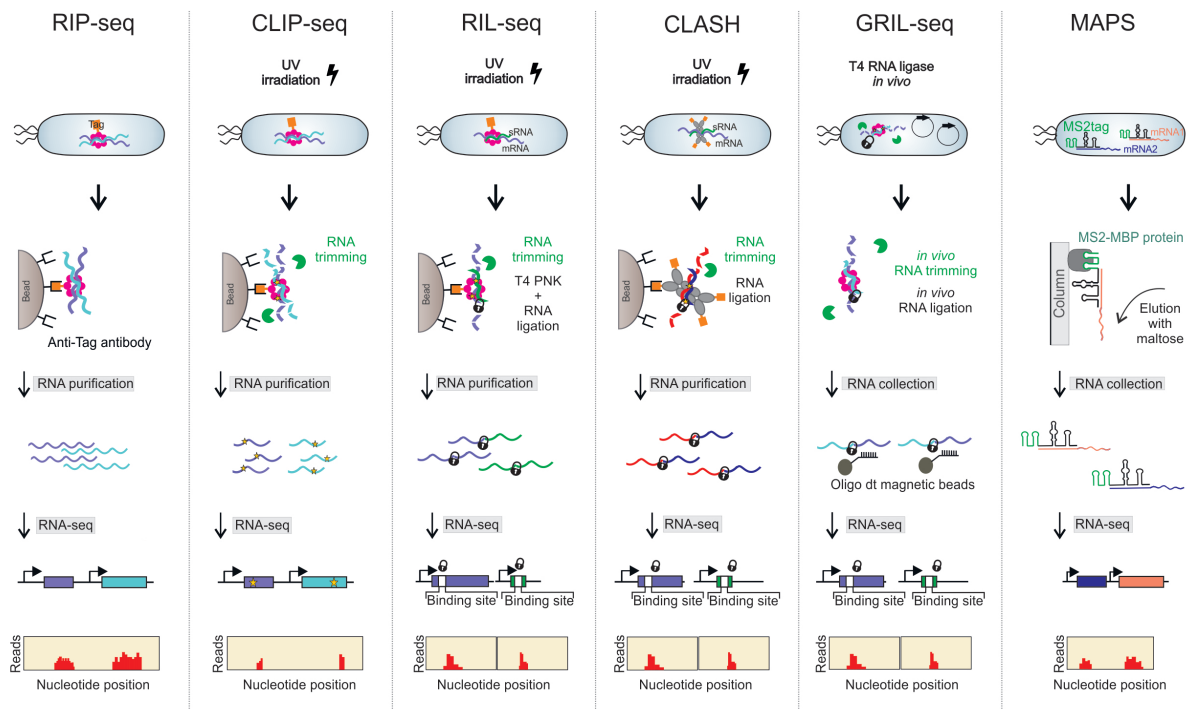 RIP-seq
CLIP-seq
RIL-seq
CLASH
GRIL-seq
MAPS
UV
irradiation
UV
irradiation
UV
irradiation
T4 RNA ligase
in vivo
Tag
sRNA
mRNA
sRNA
mRNA
MS2tag
mRNA1
mRNA2
Bead
Anti-Tag antibody
Bead
RNA
trimming
Bead
RNA
trimming
T4 PNK
+
RNA
ligation
Bead
RNA
trimming
RNA
ligation
in vivo
RNA trimming
in vivo
RNA ligation
MS2-MBP protein
Column
Elution
with
maltose
RNA purification
RNA purification
RNA purification
RNA purification
RNA collection
RNA collection
Oligo dt magnetic beads
RNA-seq
RNA-seq
RNA-seq
RNA-seq
RNA-seq
RNA-seq
Binding site
Binding site
Binding site
Binding site
Binding site
Binding site
Reads
Nucleotide position
Reads
Nucleotide position
Reads
Nucleotide position
Reads
Nucleotide position
Reads
Nucleotide position
Reads
Nucleotide position